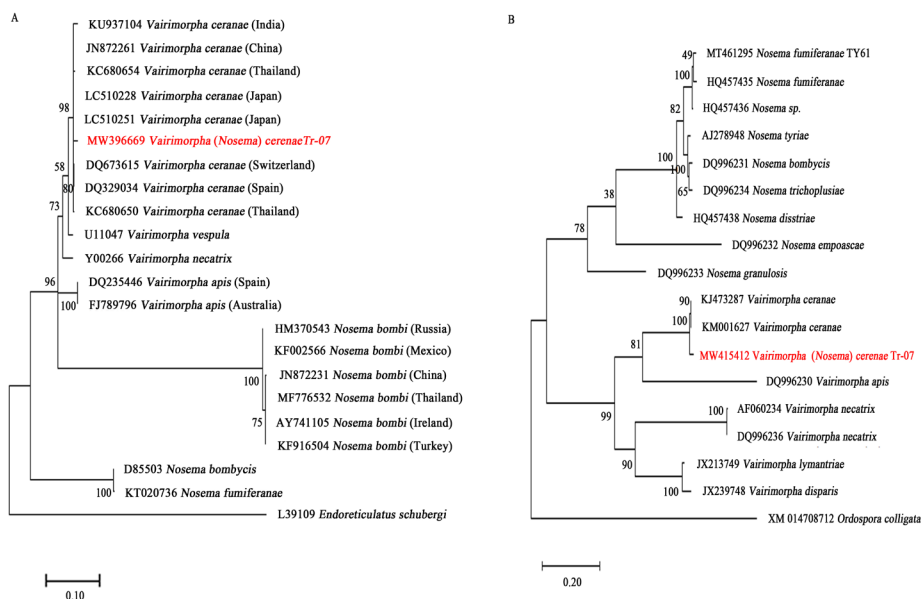 A
KU937104 Vairimorpha ceranae (India)
JN872261 Vairimorpha ceranae (China)
KC680654 Vairimorpha ceranae (Thailand)
LC510228 Vairimorpha ceranae (Japan)
98
LC510251 Vairimorpha ceranae (Japan)
MW396669 Vairimorpha (Nosema) cerenaeTr-07
58
DQ673615 Vairimorpha ceranae (Switzerland)
80
DQ329034 Vairimorpha ceranae (Spain)
73
KC680650 Vairimorpha ceranae (Thailand)
U11047 Vairimorpha vespula
Y00266 Vairimorpha necatrix
96
DQ235446 Vairimorpha apis (Spain)
100
FJ789796 Vairimorpha apis (Australia)
HM370543 Nosema bombi (Russia)
KF002566 Nosema bombi (Mexico)
100
JN872231 Nosema bombi (China)
MF776532 Nosema bombi (Thailand)
75
AY741105 Nosema bombi (Ireland)
KF916504 Nosema bombi (Turkey)
D85503 Nosema bombycis
100
KT020736 Nosema fumiferanae
L39109 Endoreticulatus schubergi
0.10
B
49
MT461295 Nosema fumiferanae TY61
100
HQ457435 Nosema fumiferanae
82
HQ457436 Nosema sp.
AJ278948 Nosema tyriae
100
100
DQ996231 Nosema bombycis
38
65
DQ996234 Nosema trichoplusiae
HQ457438 Nosema disstriae
78
DQ996232 Nosema empoascae
DQ996233 Nosema granulosis
90
KJ473287 Vairimorpha ceranae
100
KM001627 Vairimorpha ceranae
81
MW415412 Vairimorpha (Nosema) cerenae Tr-07
DQ996230 Vairimorpha apis
99
100
AF060234 Vairimorpha necatrix
DQ996236 Vairimorpha necatrix
90
JX213749 Vairimorpha lymantriae
100
JX239748 Vairimorpha disparis
XM 014708712 Ordospora colligata
0.20